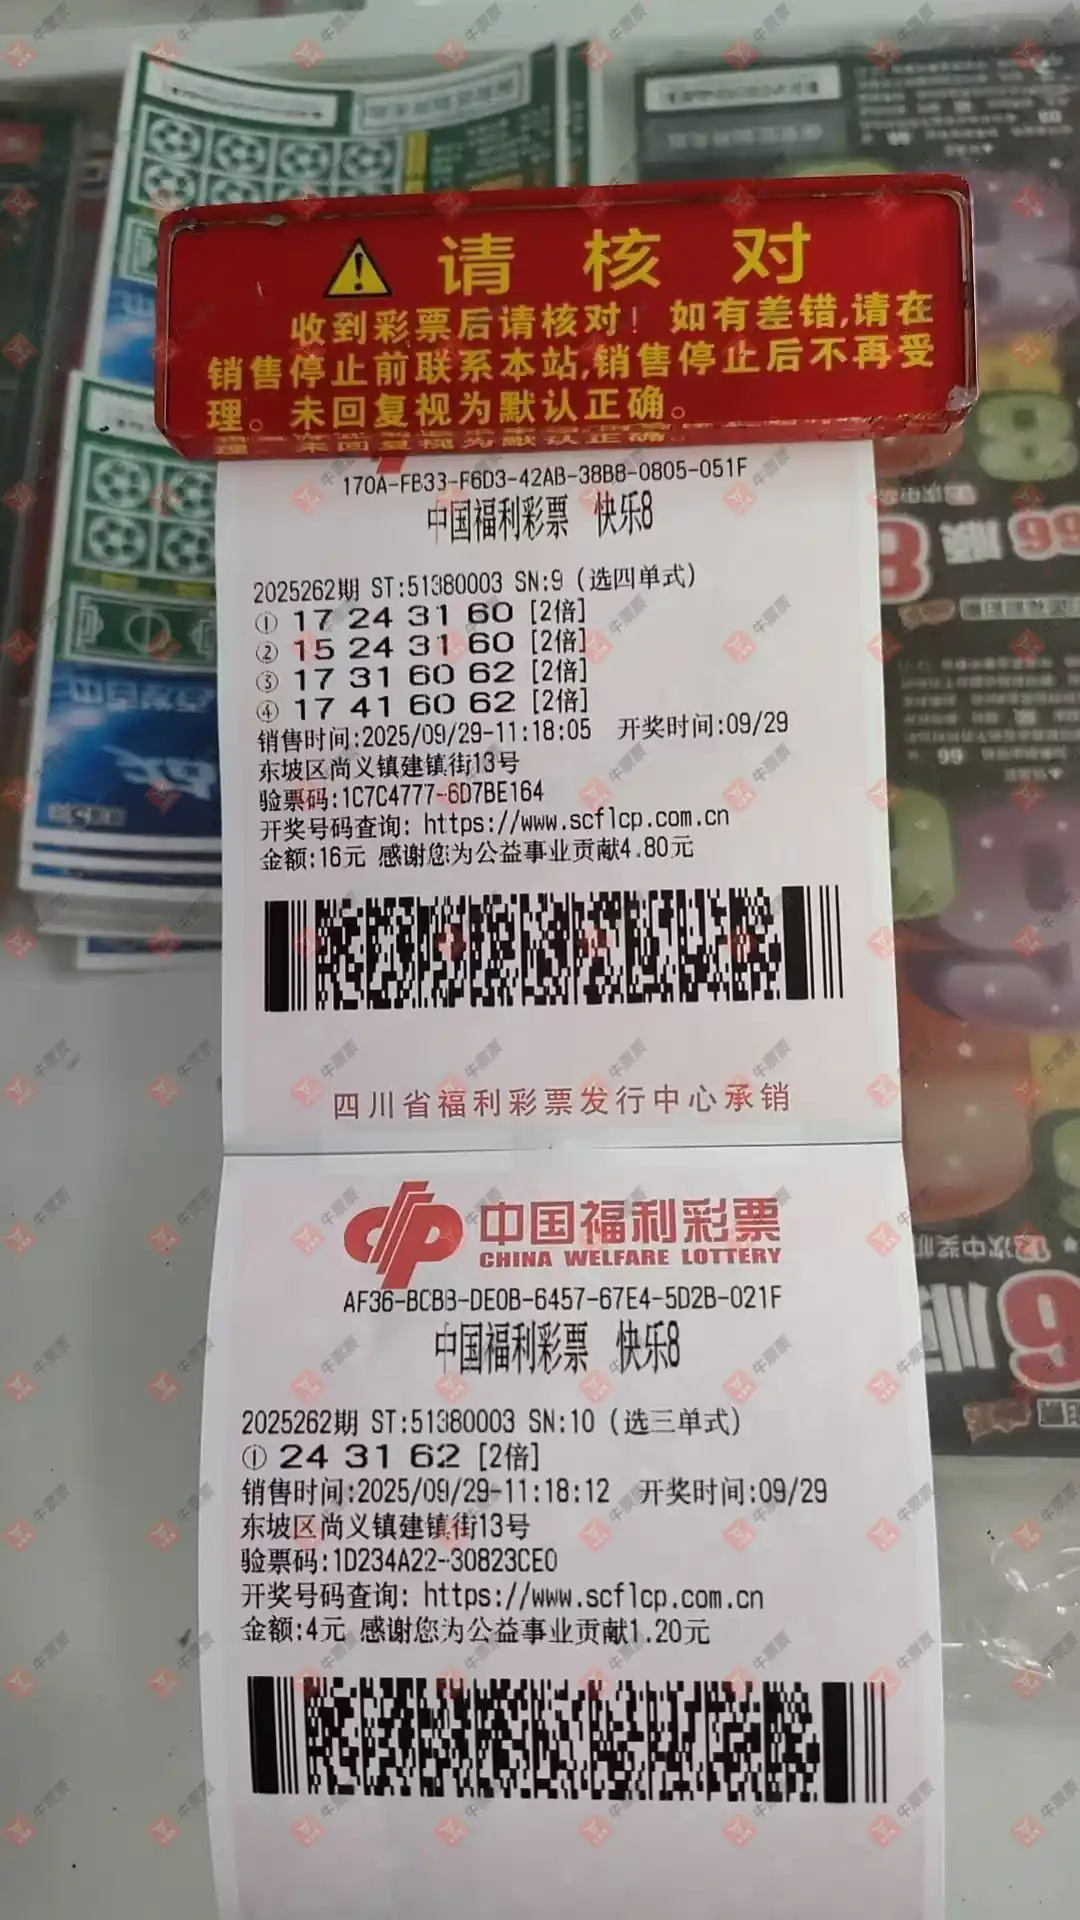 请核对
收到彩票后请核对！如有差错,请在
销售停止前联系本站,销售停止后不再受
理。未回复视为默认正确。
170A-FB33-F6D3-42AB-38B8-0805-051F
中国福利彩票 快乐8
2025262期 ST:51380003 SN:9 (选四单式)
① 17 24 31 60 [2倍]
② 15 24 31 60 [2倍]
③ 17 31 60 62 [2倍]
④ 17 41 60 62 [2倍]
销售时间:2025/09/29-11:18:05 开奖时间:09/29
东坡区尚义镇建镇街13号
验票码:1C7C4777-6D7BE164
开奖号码查询: https://www.scflcp.com.cn
金额:16元 感谢您为公益事业贡献4.80元
四川省福利彩票发行中心承销
中国福利彩票
CHINA WELFARE LOTTERY
AF36-BCBB-DE0B-6457-67E4-5D2B-021F
中国福利彩票 快乐8
2025262期 ST:51380003 SN:10 (选三单式)
① 24 31 62 [2倍]
销售时间:2025/09/29-11:18:12 开奖时间:09/29
东坡区尚义镇建镇街13号
验票码:1D234A22-30823CE0
开奖号码查询: https://www.scflcp.com.cn
金额:4元 感谢您为公益事业贡献1.20元
牛票票